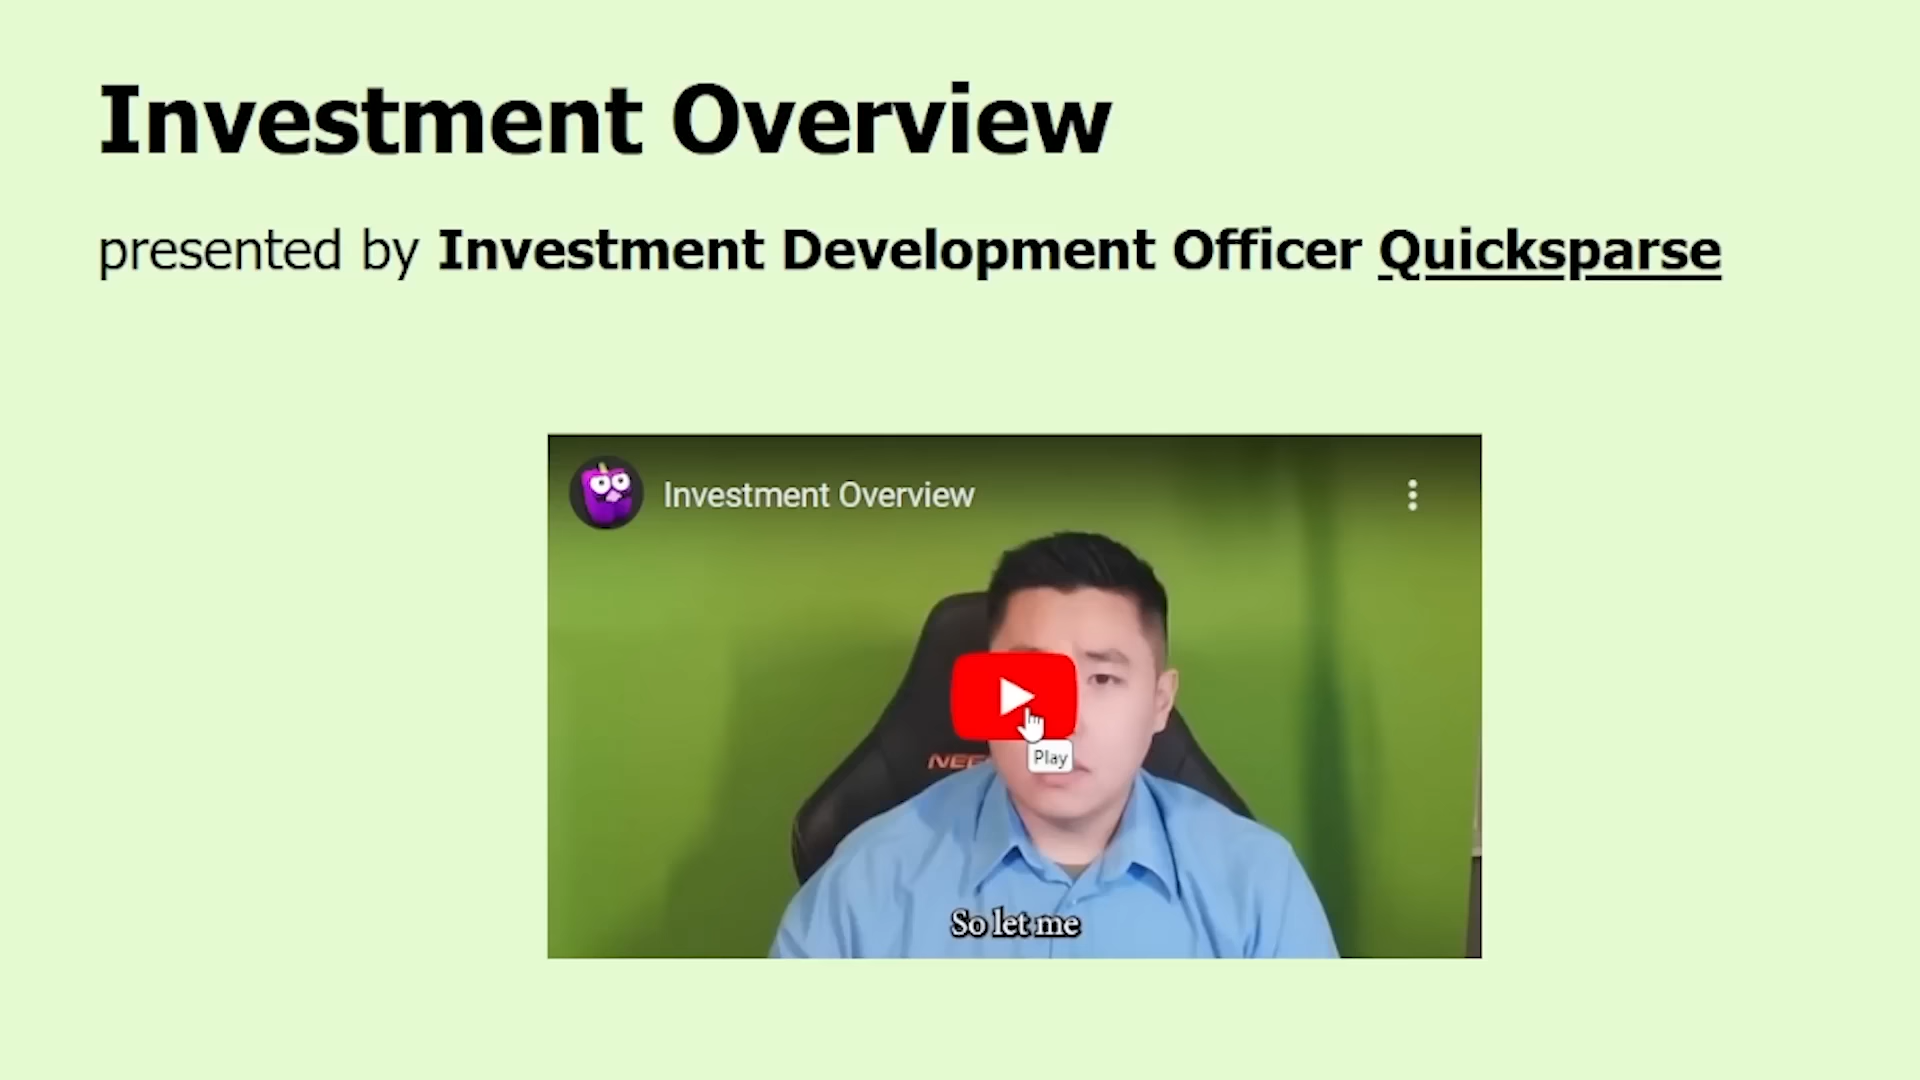 Investment Overview
presented by Investment Development Officer Quicksparse
Investment Overview
Play
So let me